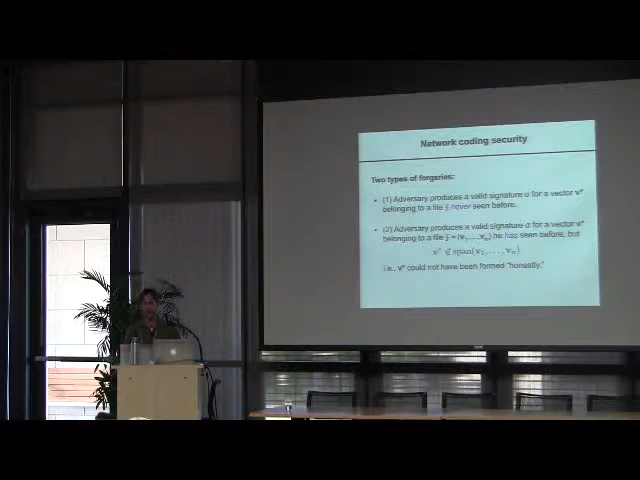 Network coding security
Two types of forgeries:
• (1) Adversary produces a valid signature σ for a vector v*
belonging to a file ξ never seen before.
• (2) Adversary produces a valid signature σ for a vector v*
belonging to a file ξ = (v₁,…,vₘ) he has seen before, but
v* ∉ span(v₁, . . . , vₘ)
i.e., v* could not have been formed "honestly."